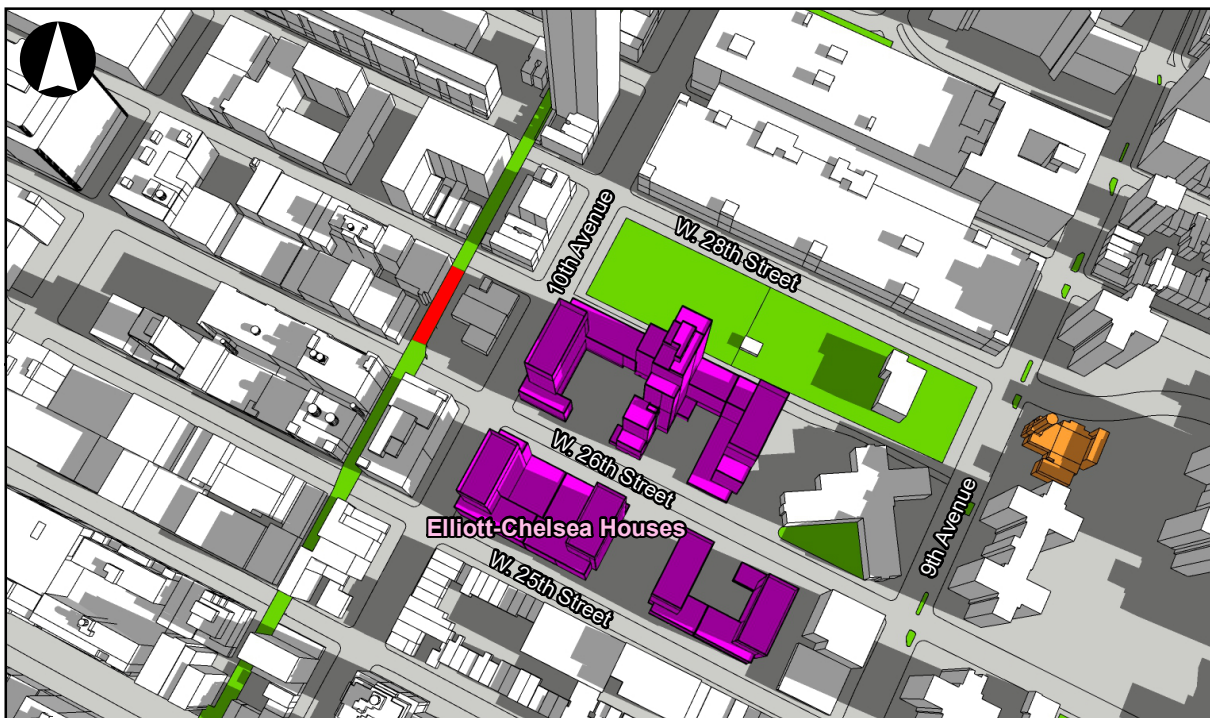 10th Avenue
W. 28th Street
W. 26th Street
Elliott-Chelsea Houses
9th Avenue
W. 25th Street